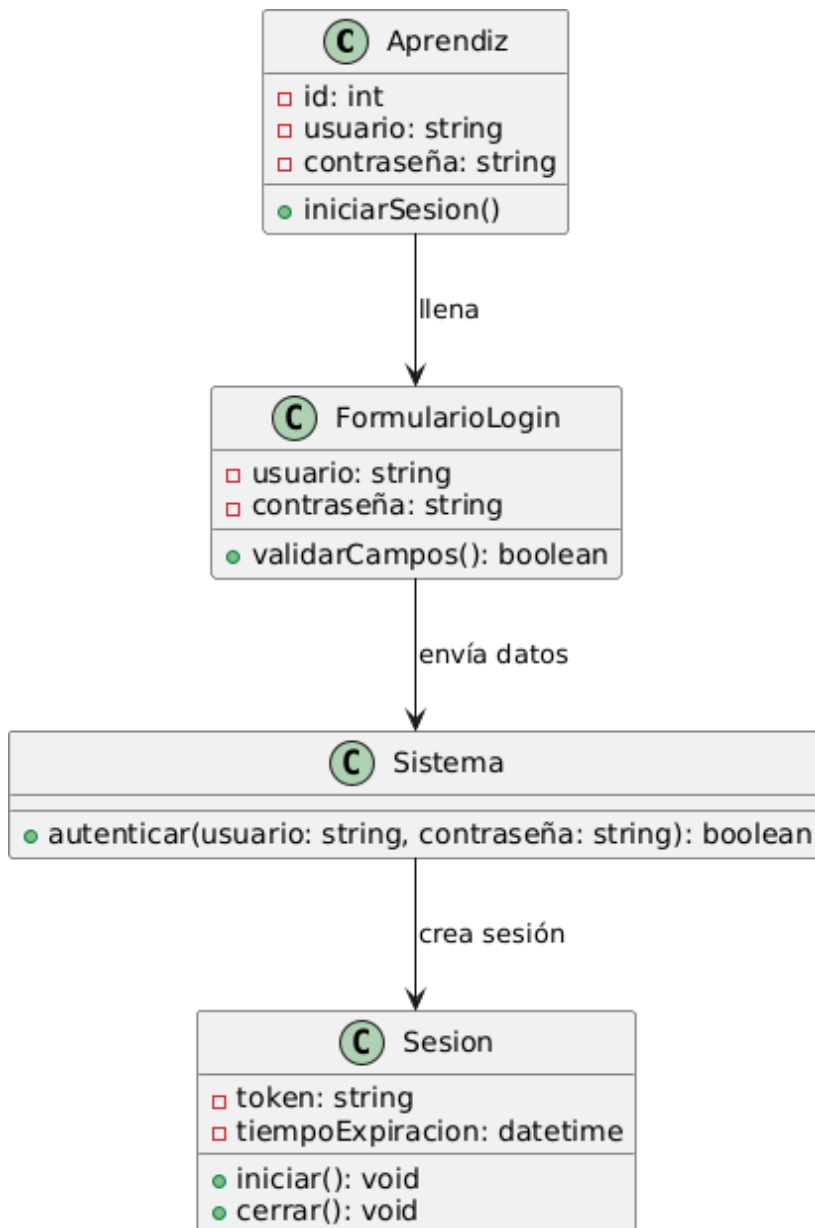 C Aprendiz
id: int
usuario: string
contraseña: string
iniciarSesion()
llena
C FormularioLogin
usuario: string
contraseña: string
validarCampos(): boolean
envía datos
C Sistema
autenticar(usuario: string, contraseña: string): boolean
crea sesión
C Sesion
token: string
tiempoExpiracion: datetime
iniciar(): void
cerrar(): void